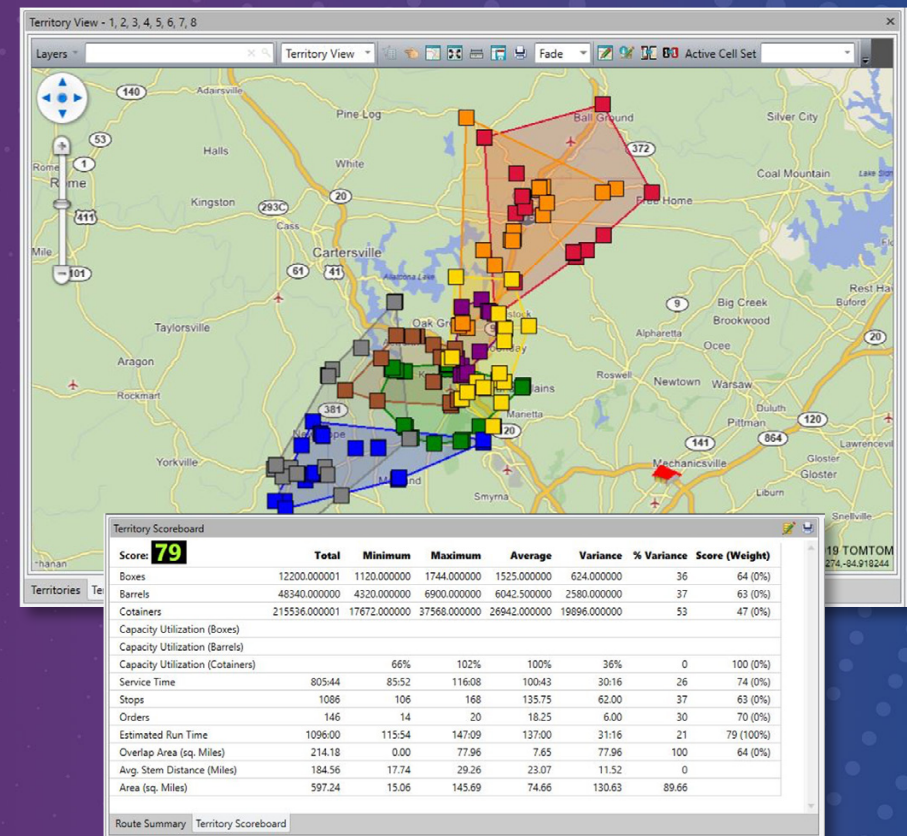 Territory View - 1, 2, 3, 4, 5, 6, 7, 8
Layers Territory View Fade Active Cell Set
140 Adairsville
Pine Log Ball Ground Silver City
53
Halls 372
Rome 1 White Coal Mountain
Rome
20
Kingston 293C Free Home
411 Cass
Mile Cartersville
101 61 41 Allatoona Lake
9 Big Creek Rest Ha
Buford
Taylorsville Oak Gr stock Brookwood
Alpharetta 20
Aragon Ocee
Roswell Newtown Warsaw
Rockmart lains
381 Marietta Duluth 120
Pittman
20 141 864 Lawrencevil
Yorkville Mechanicsville Gloster
Gloster
Smyrna Liburn
Snellville
19 TOMTOM
274,-84.918244
thanan
Territories Te
Territory Scoreboard
Score: 79 Total Minimum Maximum Average Variance % Variance Score (Weight)
Boxes 12200.000001 1120.000000 1744.000000 1525.000000 624.000000 36 64 (0%)
Barrels 48340.000000 4320.000000 6900.000000 6042.500000 2580.000000 37 63 (0%)
Cotainers 215536.000001 17672.000000 37568.000000 26942.000000 19896.000000 53 47 (0%)
Capacity Utilization (Boxes)
Capacity Utilization (Barrels)
Capacity Utilization (Cotainers) 66% 102% 100% 36% 0 100 (0%)
Service Time 805:44 85:52 116:08 100:43 30:16 26 74 (0%)
Stops 1086 106 168 135.75 62.00 37 63 (0%)
Orders 146 14 20 18.25 6.00 30 70 (0%)
Estimated Run Time 1096:00 115:54 147:09 137:00 31:16 21 79 (100%)
Overlap Area (sq. Miles) 214.18 0.00 77.96 7.65 77.96 100 64 (0%)
Avg. Stem Distance (Miles) 184.56 17.74 29.26 23.07 11.52 0
Area (sq. Miles) 597.24 15.06 145.69 74.66 130.63 89.66
Route Summary Territory Scoreboard